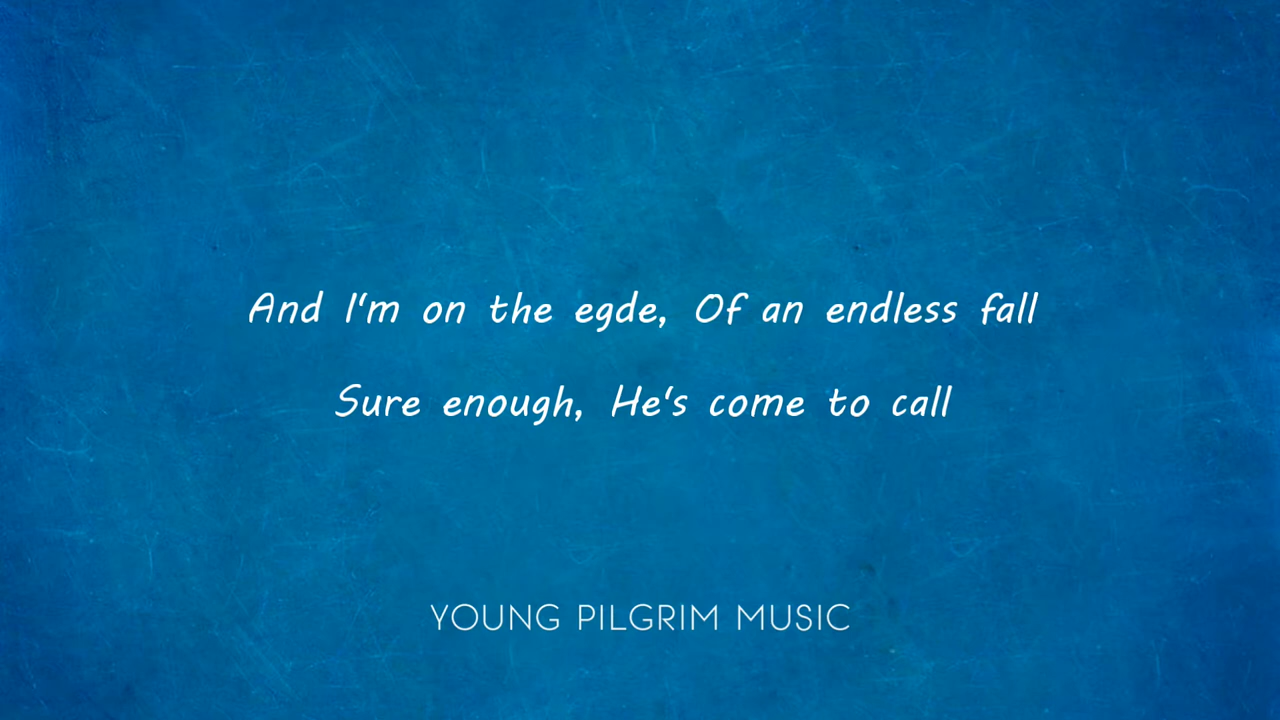 And I'm on the egde, Of an endless fall
Sure enough, He's come to call
YOUNG PILGRIM MUSIC